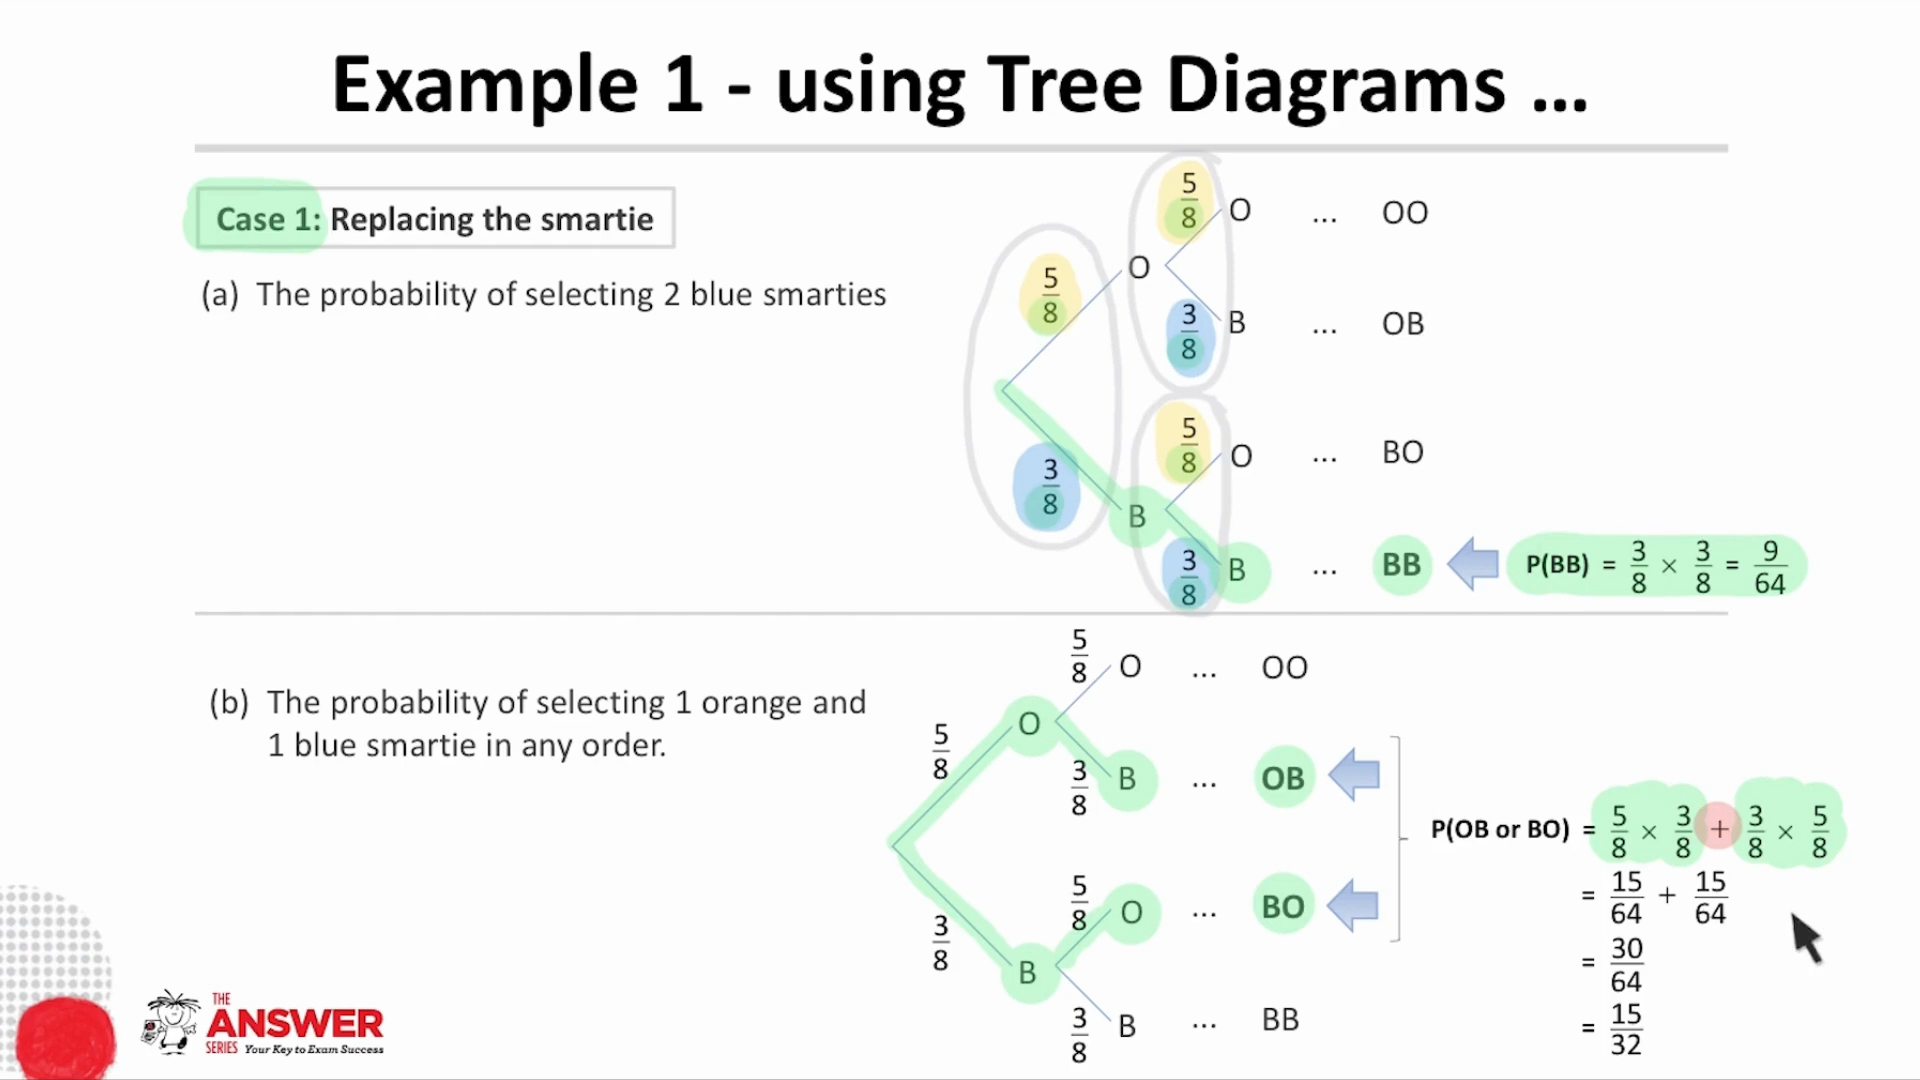 Example 1 - using Tree Diagrams ...
Case 1: Replacing the smartie
(a) The probability of selecting 2 blue smarties
5/8 O ... OO
5/8 O
3/8 B ... OB
5/8 O ... BO
3/8 B
3/8 B ... BB P(BB) = 3/8 × 3/8 = 9/64
(b) The probability of selecting 1 orange and
1 blue smartie in any order.
5/8 O ... OO
5/8 O
3/8 B ... OB
5/8 O ... BO
3/8 B
3/8 B ... BB
P(OB or BO) = 5/8 × 3/8 + 3/8 × 5/8
= 15/64 + 15/64
= 30/64
= 15/32
THE
ANSWER
SERIES Your Key to Exam Success